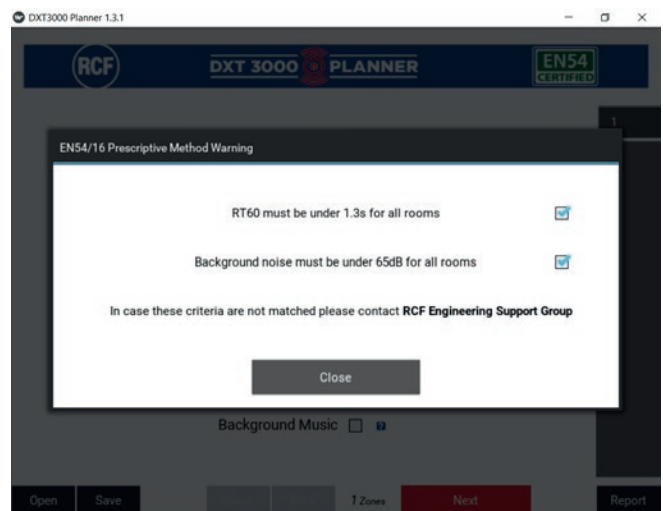 DXT3000 Planner 1.3.1
RCF
DXT 3000 PLANNER
EN54
CERTIFIED
1
EN54/16 Prescriptive Method Warning
RT60 must be under 1.3s for all rooms
Background noise must be under 65dB for all rooms
In case these criteria are not matched please contact RCF Engineering Support Group
Close
Background Music ?
Open Save 1 Zones Next Report